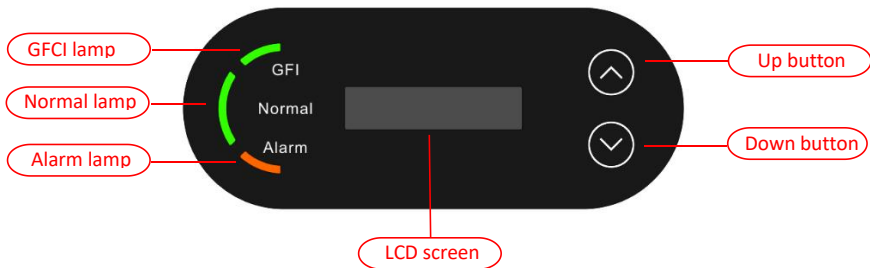 GFCI lamp
Normal lamp
Alarm lamp
GFI
Normal
Alarm
LCD screen
Up button
Down button